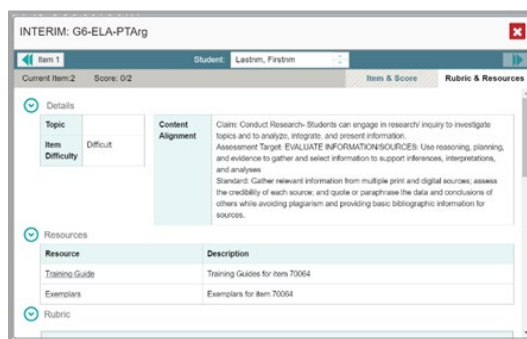 INTERIM: G6-ELA-PTArg
Item 1
Student:
Lastnm, Firstnm
Current Item:2
Score: 0/2
Item & Score
Rubric & Resources
Details
Topic
Item Difficulty
Difficult
Content Alignment
Claim: Conduct Research- Students can engage in research/ inquiry to investigate
topics and to analyze, integrate, and present information.
Assessment Target: EVALUATE INFORMATION/SOURCES: Use reasoning, planning,
and evidence to gather and select information to support inferences, interpretations,
and analyses
Standard: Gather relevant information from multiple print and digital sources; assess
the credibility of each source; and quote or paraphrase the data and conclusions of
others while avoiding plagiarism and providing basic bibliographic information for
sources.
Resources
Resource
Description
Training Guide
Training Guides for item 70064
Exemplars
Exemplars for item 70064
Rubric